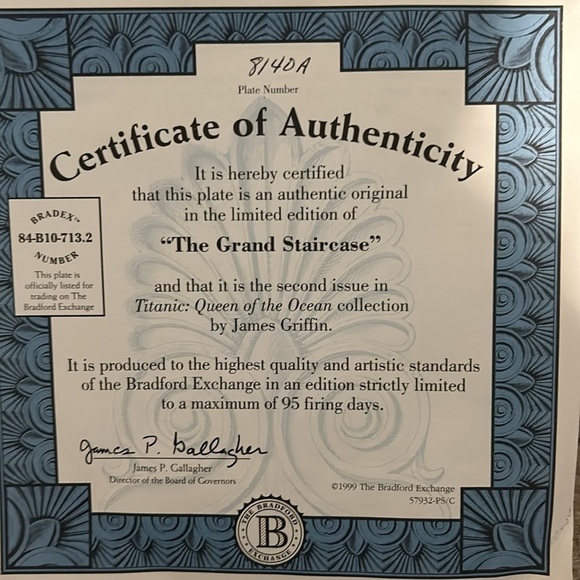 8140A
Plate Number
Certificate of Authenticity
It is hereby certified
that this plate is an authentic original
in the limited edition of
“The Grand Staircase”
and that it is the second issue in
Titanic: Queen of the Ocean collection
by James Griffin.
BRADEX™
84-B10-713.2
NUMBER
This plate is
officially listed for
trading on The
Bradford Exchange
It is produced to the highest quality and artistic standards
of the Bradford Exchange in an edition strictly limited
to a maximum of 95 firing days.
James P. Gallagher
James P. Gallagher
Director of the Board of Governors
©1999 The Bradford Exchange
57932-PS/C
THE BRADFORD
B
EXCHANGE